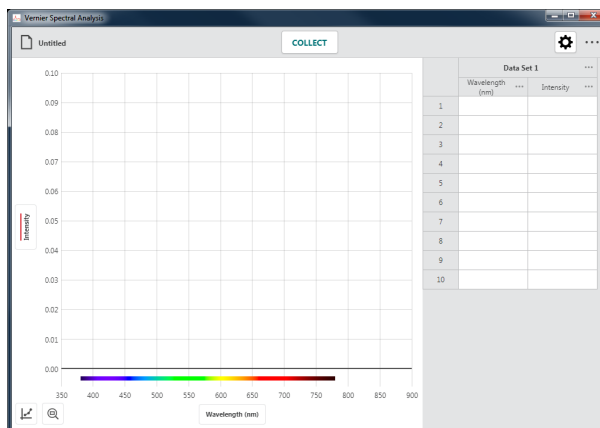 Vernier Spectral Analysis
Untitled
COLLECT
Data Set 1
Wavelength
(nm)
Intensity
1
2
3
4
5
6
7
8
9
10
0.10
0.09
0.08
0.07
0.06
0.05
0.04
0.03
0.02
0.01
0.00
Intensity
350 400 450 500 550 600 650 700 750 800 850 900
Wavelength (nm)